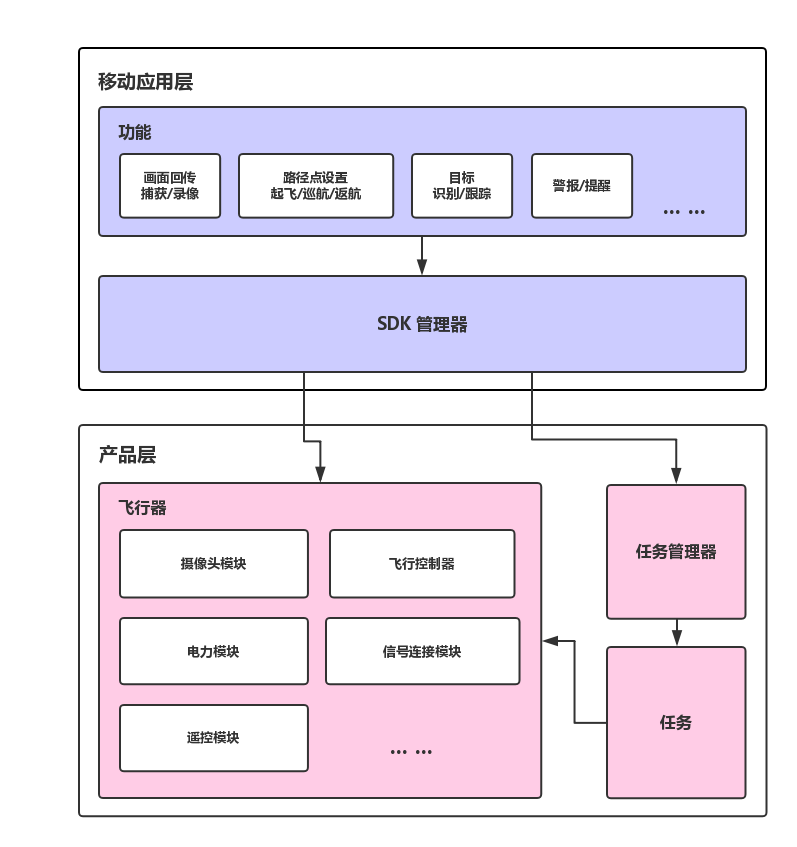 移动应用层
功能
画面回传
捕获/录像
路径点设置
起飞/巡航/返航
目标
识别/跟踪
警报/提醒
... ...
SDK 管理器
产品层
飞行器
摄像头模块
飞行控制器
电力模块
信号连接模块
遥控模块
... ...
任务管理器
任务